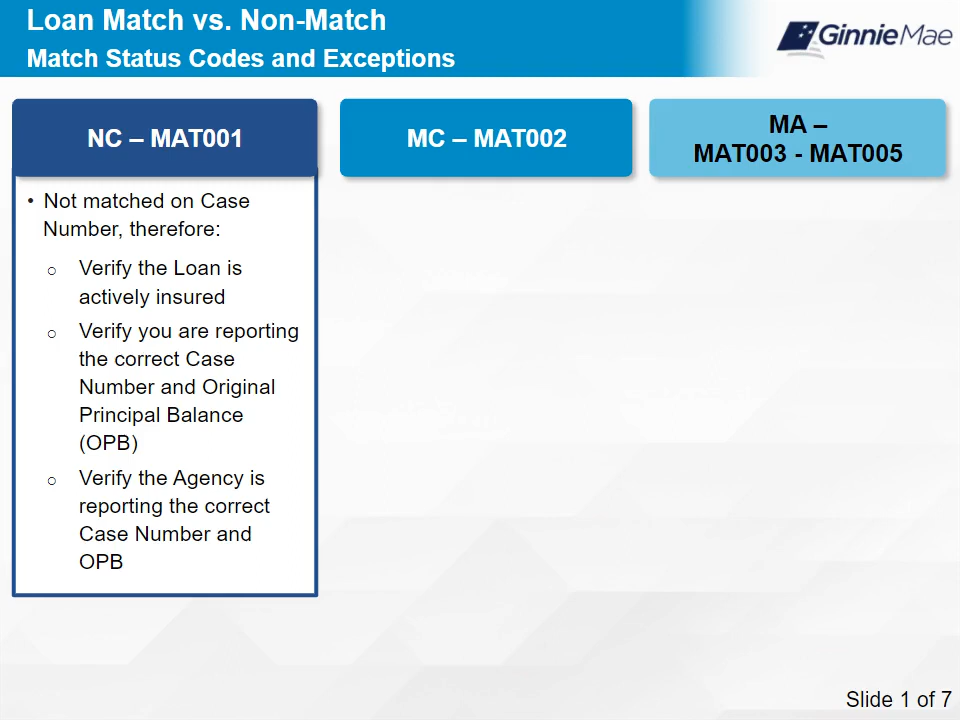 Loan Match vs. Non-Match
Match Status Codes and Exceptions
GinnieMae
NC – MAT001
MC – MAT002
MA –
MAT003 - MAT005
• Not matched on Case
Number, therefore:
o Verify the Loan is
actively insured
o Verify you are reporting
the correct Case
Number and Original
Principal Balance
(OPB)
o Verify the Agency is
reporting the correct
Case Number and
OPB
Slide 1 of 7